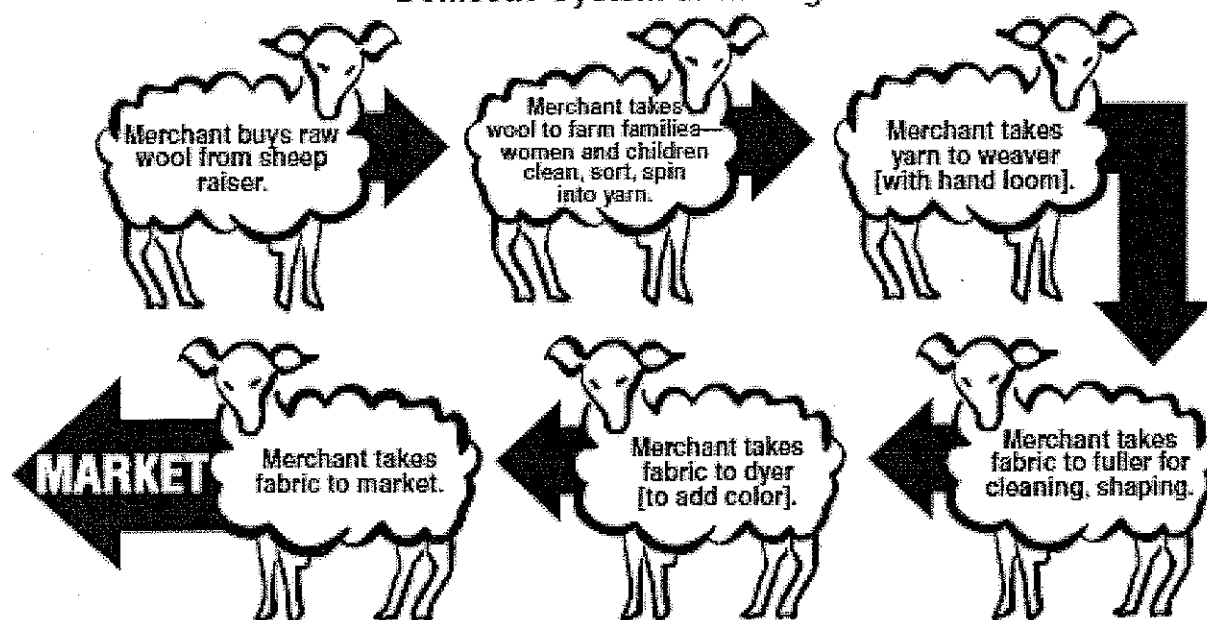 Domestic System
Merchant buys raw
wool from sheep
raiser.
Merchant takes
wool to farm families—
women and children
clean, sort, spin
into yarn.
Merchant takes
yarn to weaver
[with hand loom].
Merchant takes
fabric to fuller for
cleaning, shaping.
Merchant takes
fabric to dyer
[to add color].
Merchant takes
fabric to market.
MARKET